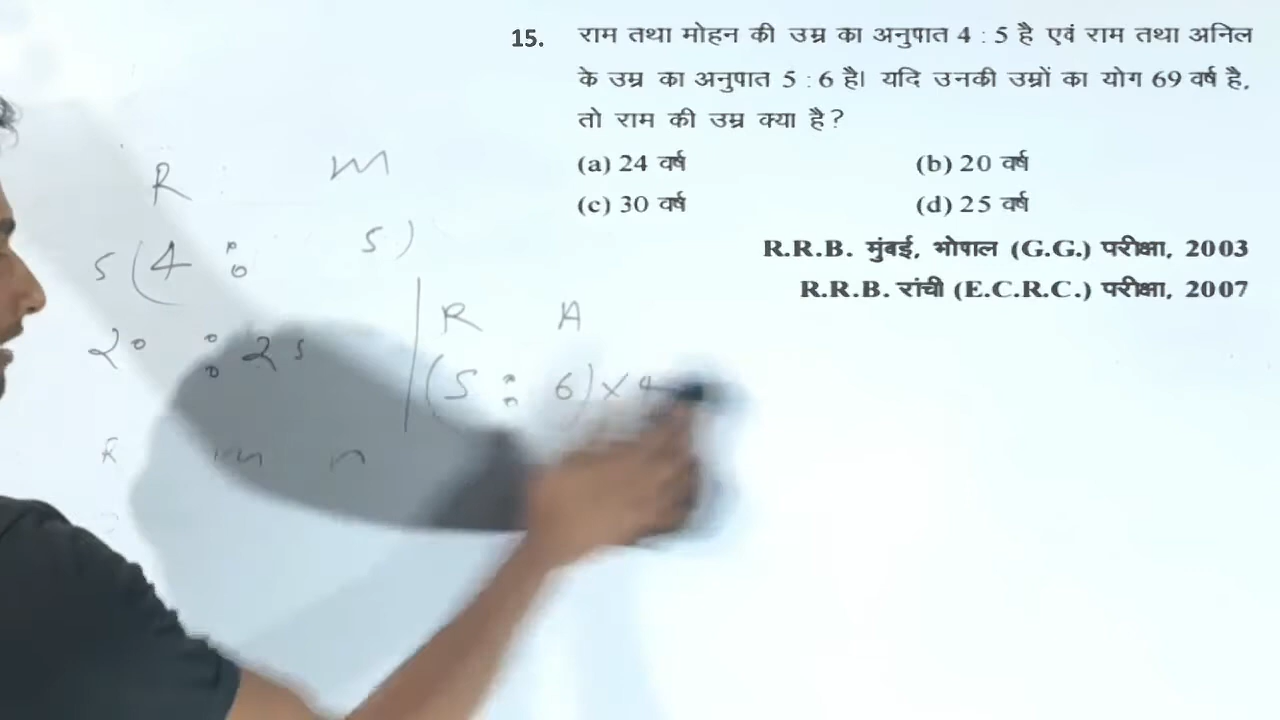 15. राम तथा मोहन की उम्र का अनुपात 4 : 5 है एवं राम तथा अनिल
के उम्र का अनुपात 5 : 6 है। यदि उनकी उम्रों का योग 69 वर्ष है,
तो राम की उम्र क्या है?
(a) 24 वर्ष (b) 20 वर्ष
(c) 30 वर्ष (d) 25 वर्ष
R.R.B. मुंबई, भोपाल (G.G.) परीक्षा, 2003
R.R.B. रांची (E.C.R.C.) परीक्षा, 2007
R : m
5 (4 : 5)
20 : 25
R A
(5 : 6) × 4
R m n